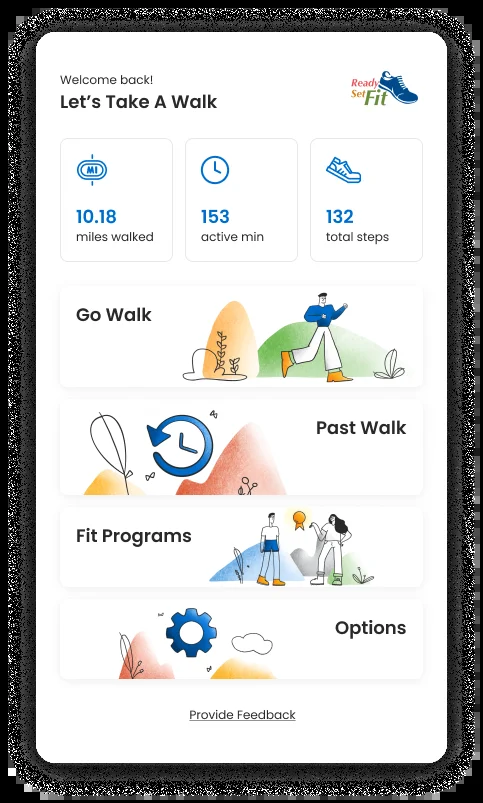 Welcome back!
Let's Take A Walk
Ready
Set Fit
MI
10.18
miles walked
153
active min
132
total steps
Go Walk
Past Walk
Fit Programs
Options
Provide Feedback